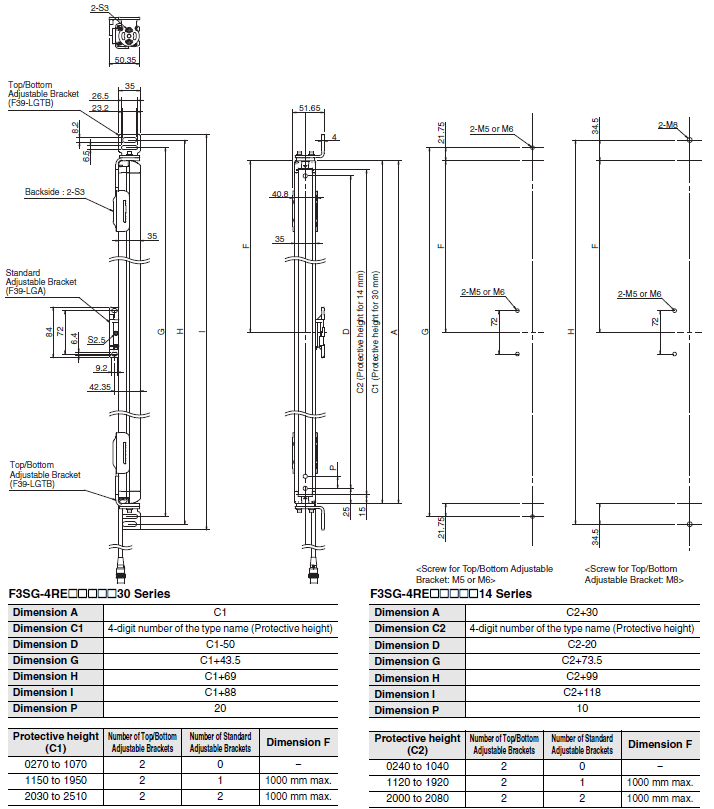 2-S3
50.35
Top/Bottom
Adjustable Bracket
(F39-LGTB)
35
26.5
23.2
8.2
6.5
Backside : 2-S3
35
Standard
Adjustable Bracket
(F39-LGA)
84
72
6.4
S2.5
9.2
42.35
G
H
I
Top/Bottom
Adjustable Bracket
(F39-LGTB)
51.65
4
40.8
35
F
D
C2 (Protective height for 14 mm)
C1 (Protective height for 30 mm)
A
P
25
15
21.75
2-M5 or M6
F
2-M5 or M6
72
G
21.75
<Screw for Top/Bottom Adjustable
Bracket: M5 or M6>
34.5
2-M8
F
2-M5 or M6
72
H
34.5
<Screw for Top/Bottom
Adjustable Bracket: M8>
F3SG-4RE□□□□□30 Series
Dimension A C1
Dimension C1 4-digit number of the type name (Protective height)
Dimension D C1-50
Dimension G C1+43.5
Dimension H C1+69
Dimension I C1+88
Dimension P 20
Protective height (C1) Number of Top/Bottom Adjustable Brackets Number of Standard Adjustable Brackets Dimension F
0270 to 1070 2 0 –
1150 to 1950 2 1 1000 mm max.
2030 to 2510 2 2 1000 mm max.
F3SG-4RE□□□□□14 Series
Dimension A C2+30
Dimension C2 4-digit number of the type name (Protective height)
Dimension D C2-20
Dimension G C2+73.5
Dimension H C2+99
Dimension I C2+118
Dimension P 10
Protective height (C2) Number of Top/Bottom Adjustable Brackets Number of Standard Adjustable Brackets Dimension F
0240 to 1040 2 0 –
1120 to 1920 2 1 1000 mm max.
2000 to 2080 2 2 1000 mm max.